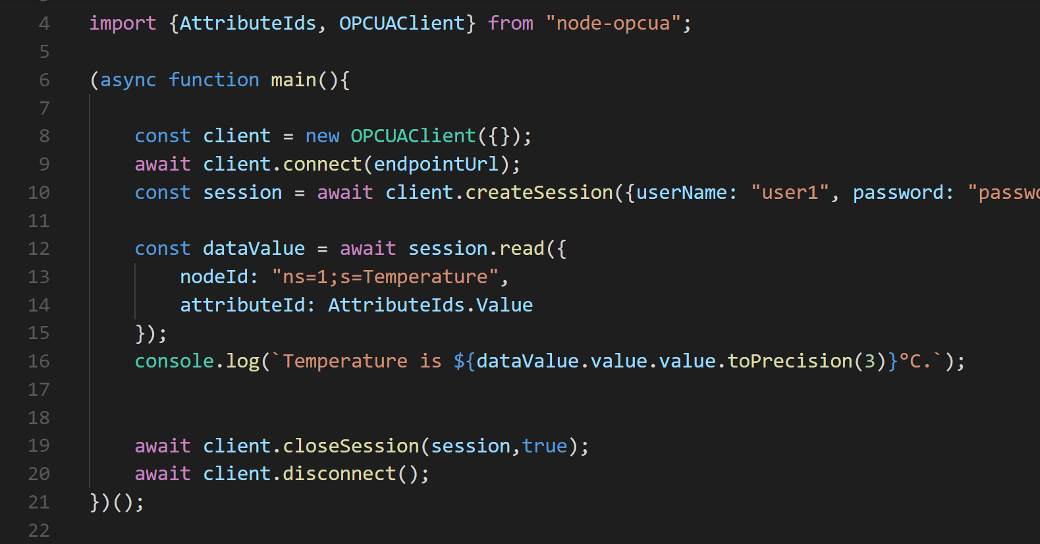 4 import {AttributeIds, OPCUAClient} from "node-opcua";
5
6 (async function main(){
7
8 const client = new OPCUAClient({});
9 await client.connect(endpointUrl);
10 const session = await client.createSession({userName: "user1", password: "passwo
11
12 const dataValue = await session.read({
13 nodeId: "ns=1;s=Temperature",
14 attributeId: AttributeIds.Value
15 });
16 console.log(`Temperature is ${dataValue.value.value.toPrecision(3)}°C.`);
17
18
19 await client.closeSession(session,true);
20 await client.disconnect();
21 })();
22